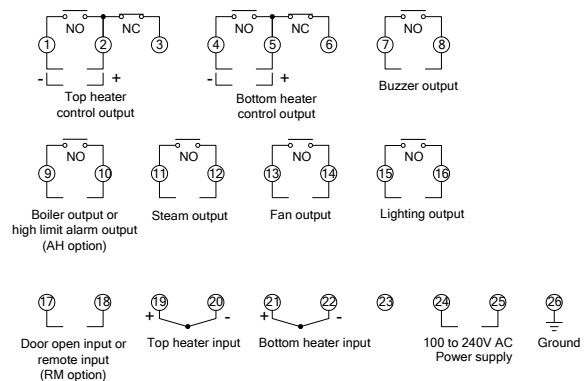 NO NC NO NC NO
1 2 3 4 5 6 7 8
- + - +
Top heater
control output
Bottom heater
control output
Buzzer output
NO NO NO NO
9 10 11 12 13 14 15 16
Boiler output or
high limit alarm output
(AH option)
Steam output
Fan output
Lighting output
17 18 19 20 21 22 23 24 25 26
+ - + -
Door open input or
remote input
(RM option)
Top heater input
Bottom heater input
100 to 240V AC
Power supply
Ground